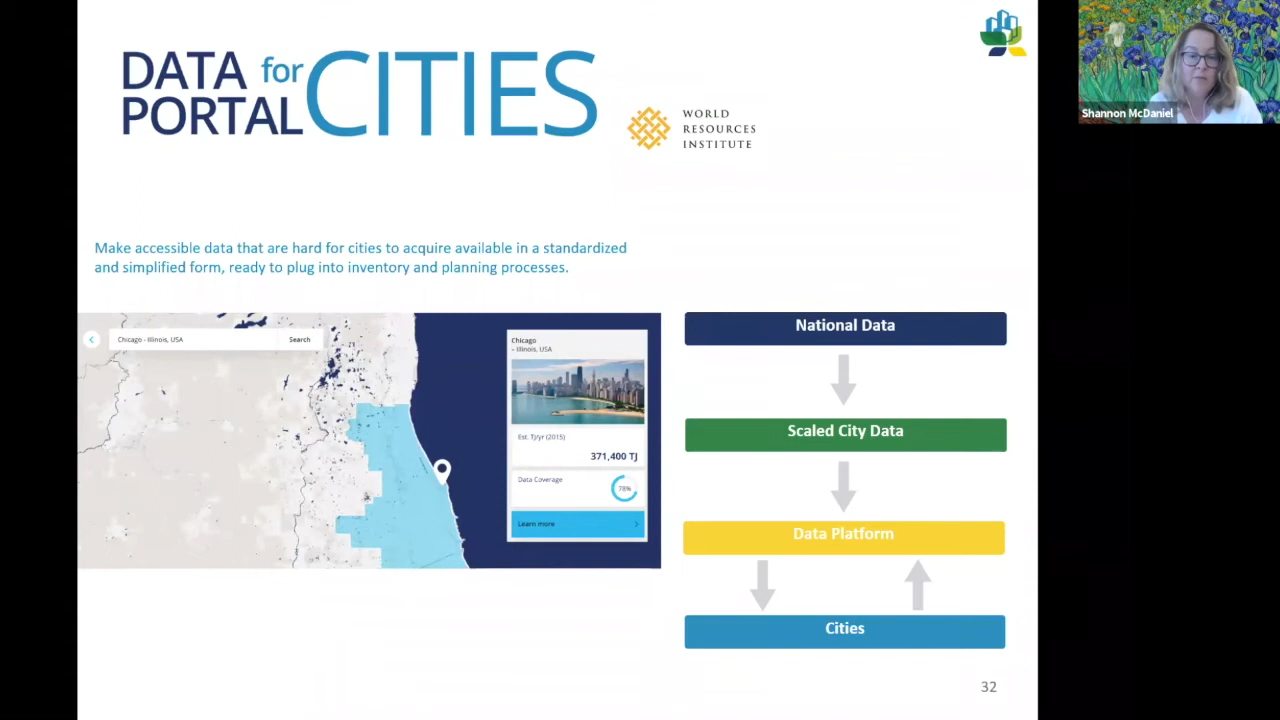 DATA for CITIES
PORTAL
WORLD
RESOURCES
INSTITUTE
Shannon McDaniel
Make accessible data that are hard for cities to acquire available in a standardized
and simplified form, ready to plug into inventory and planning processes.
Chicago - Illinois, USA
Search
Chicago
- Illinois, USA
Est. Tj/yr (2015)
371,400 TJ
Data Coverage
78%
Learn more
National Data
Scaled City Data
Data Platform
Cities
32